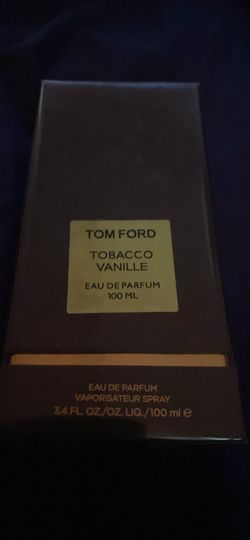 TOM FORD
TOBACCO
VANILLE
EAU DE PARFUM
100 ML
EAU DE PARFUM
VAPORISATEUR SPRAY
3.4 FL. OZ./OZ. LIQ./100 ml ℮